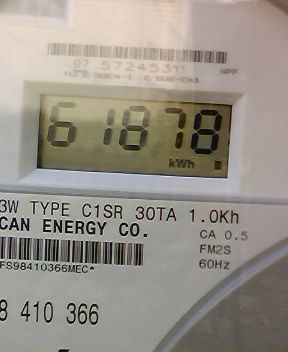 07 57245311
NPP
61878
kWh
3W TYPE C1SR 30TA 1.0Kh
CAN ENERGY CO.
CA 0.5
FM2S
FS98410366MEC*
60Hz
8 410 366